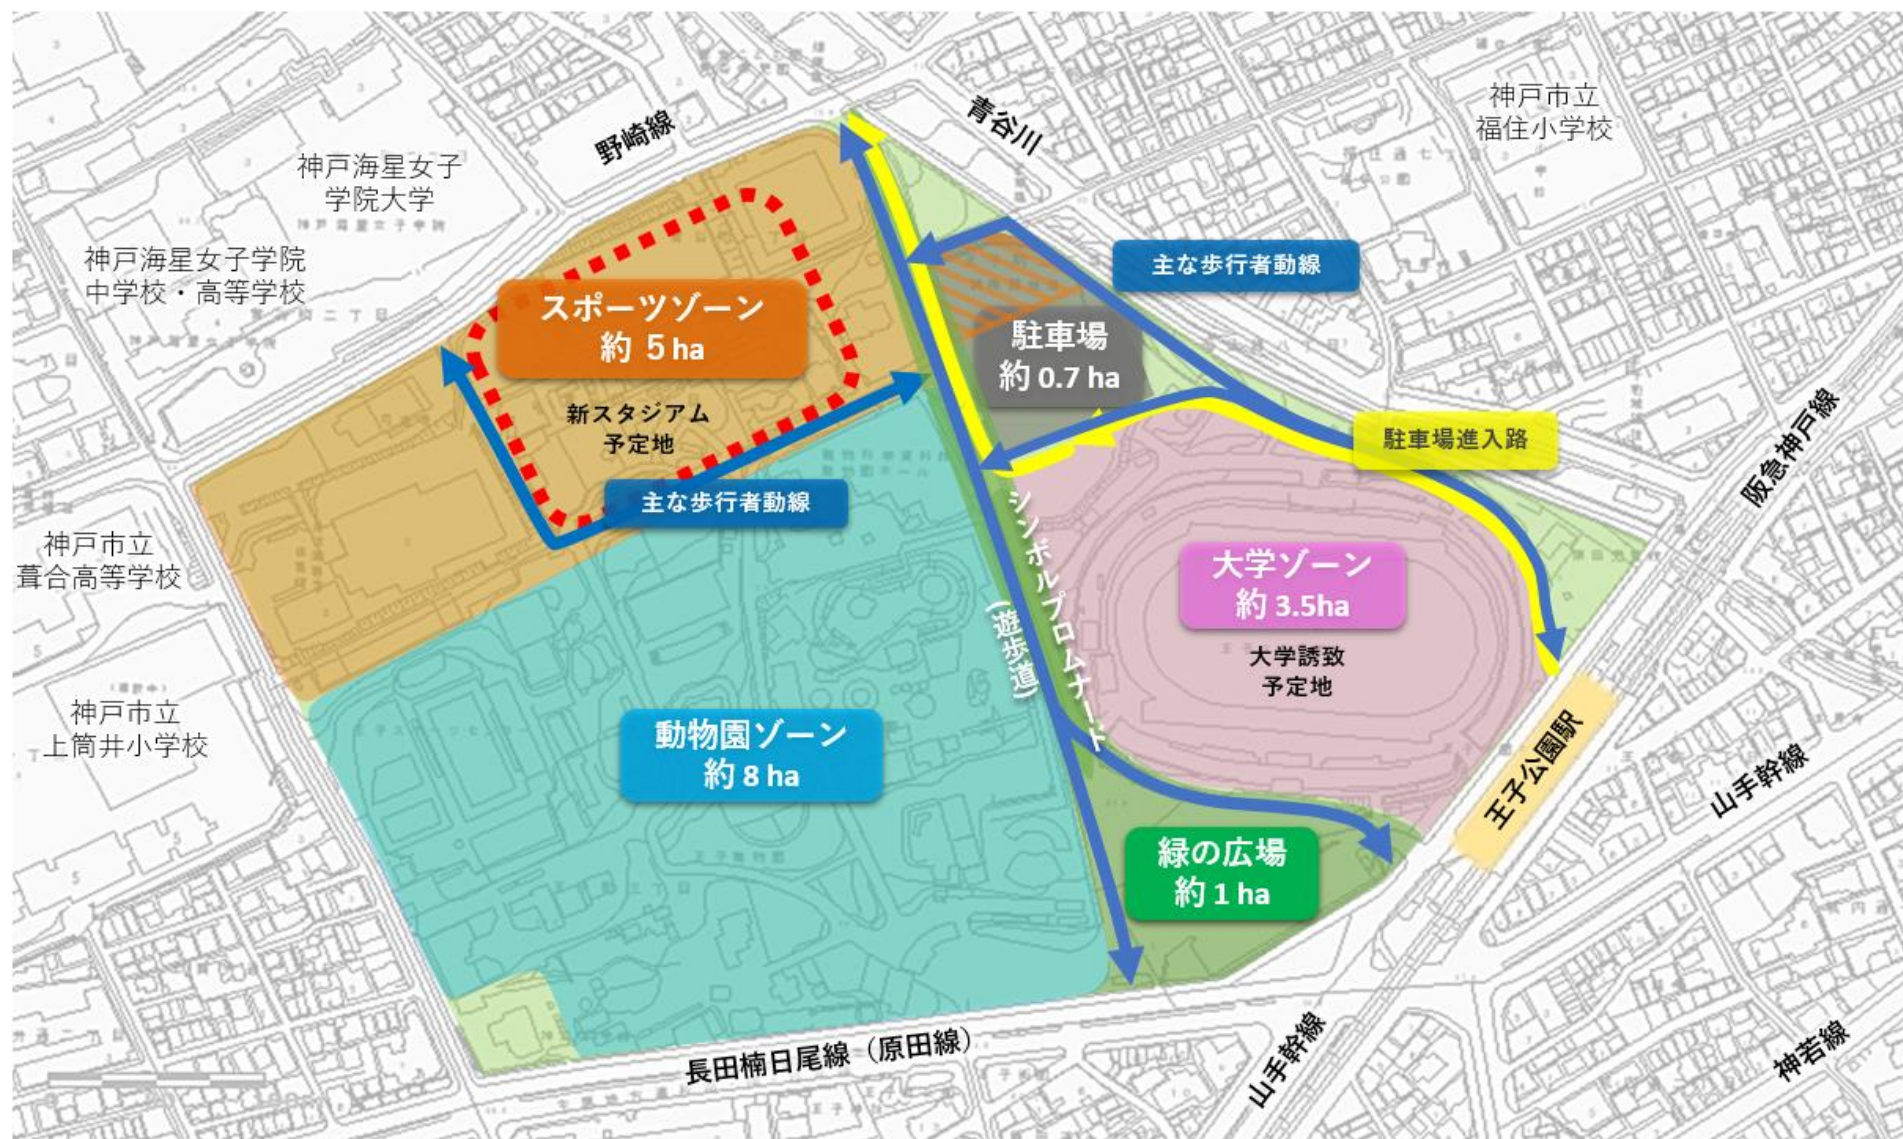 野崎線
青谷川
神戸市立
福住小学校
神戸海星女子
学院大学
神戸海星女子学院
中学校・高等学校
主な歩行者動線
スポーツゾーン
約 5 ha
駐車場
約 0.7 ha
新スタジアム
予定地
駐車場進入路
阪急神戸線
主な歩行者動線
シンボルプロムナード
(遊歩道)
神戸市立
葺合高等学校
大学ゾーン
約 3.5ha
大学誘致
予定地
神戸市立
上筒井小学校
動物園ゾーン
約 8 ha
王子公園駅
山手幹線
緑の広場
約 1 ha
長田楠日尾線（原田線）
山手幹線
神若線